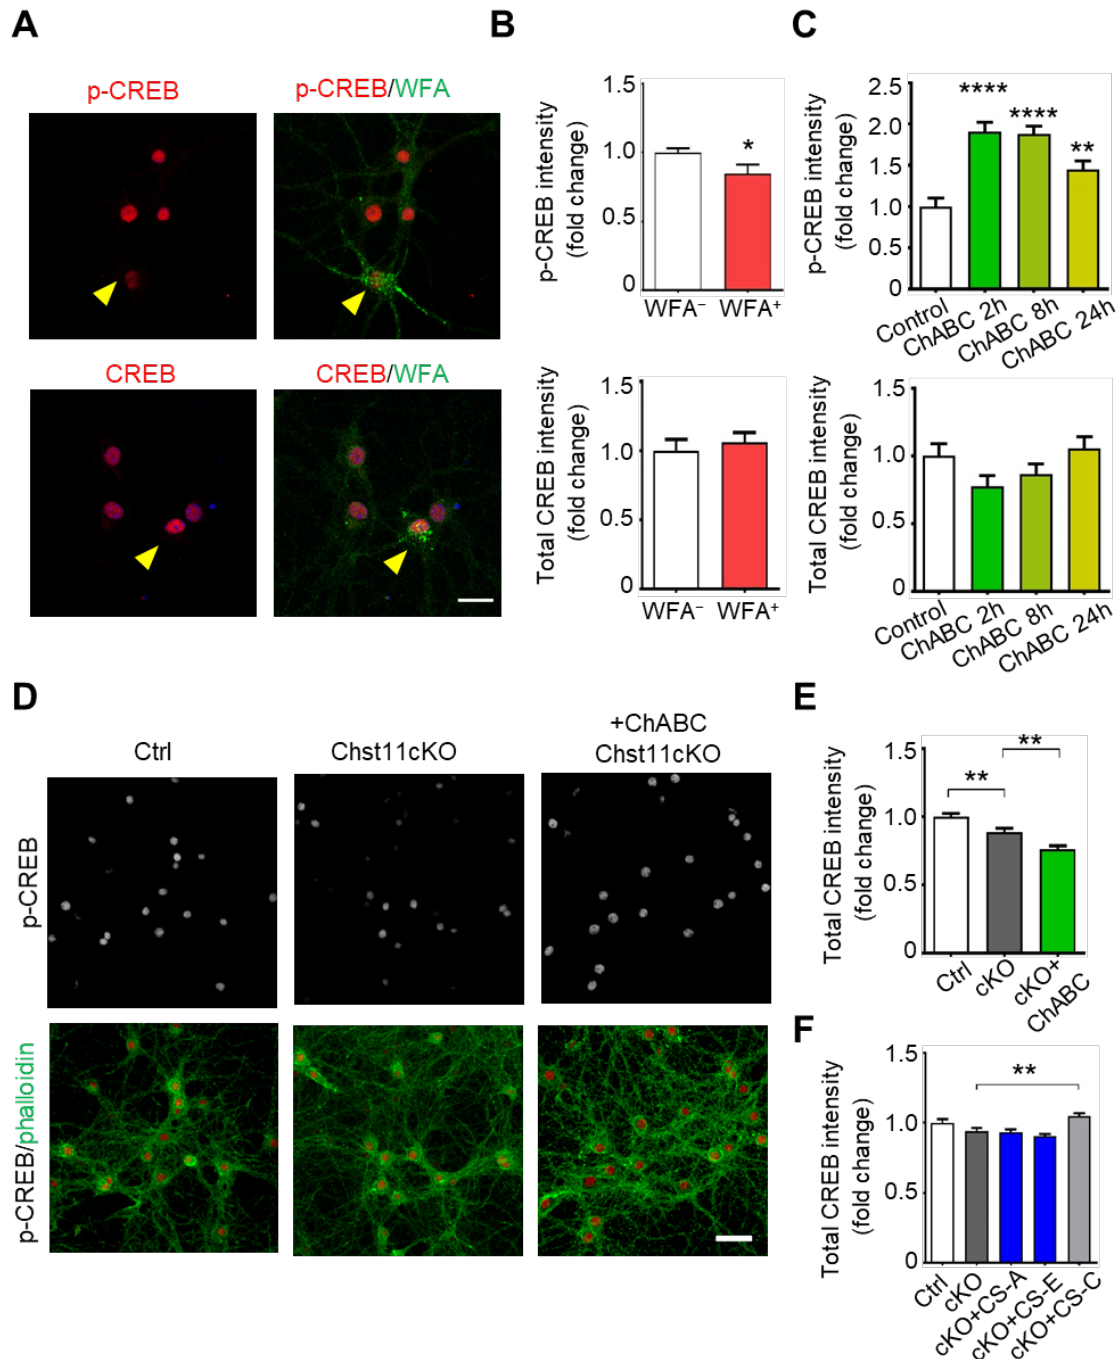 A
p-CREB
p-CREB/WFA
CREB
CREB/WFA
B
p-CREB intensity
(fold change)
1.5
1.0
0.5
0
*
WFA⁻ WFA⁺
Total CREB intensity
(fold change)
1.5
1.0
0.5
0
WFA⁻ WFA⁺
C
p-CREB intensity
(fold change)
2.5
2.0
1.5
1.0
0.5
0
**** **** **
Control ChABC 2h ChABC 8h ChABC 24h
Total CREB intensity
(fold change)
1.5
1.0
0.5
0
Control ChABC 2h ChABC 8h ChABC 24h
D
Ctrl
Chst11cKO
+ChABC
Chst11cKO
p-CREB
p-CREB/phalloidin
E
Total CREB intensity
(fold change)
1.5
1.0
0.5
0
** **
Ctrl cKO cKO+
ChABC
F
Total CREB intensity
(fold change)
1.5
1.0
0.5
0
**
Ctrl cKO cKO+CS-A cKO+CS-E cKO+CS-C